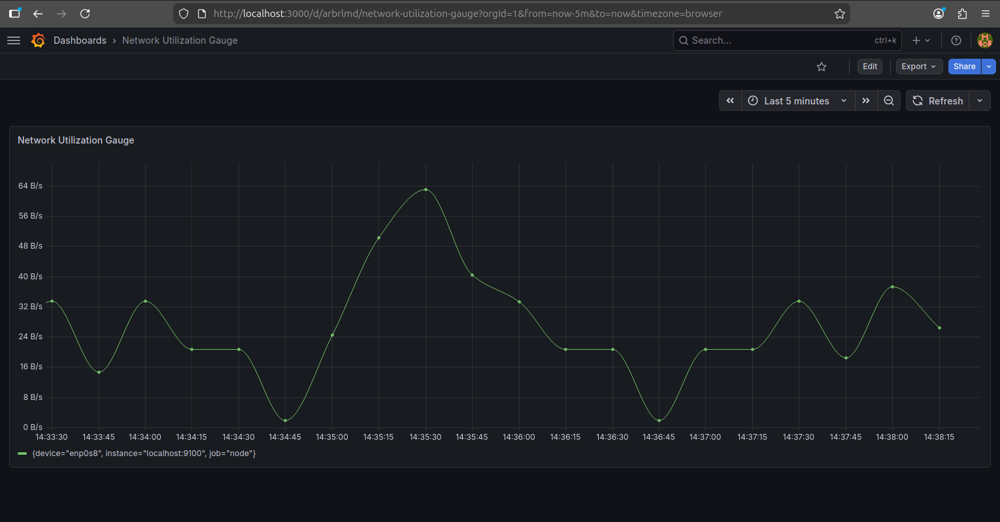 http://localhost:3000/d/arbrlmd/network-utilization-gauge?orgId=1&from=now-5m&to=now&timezone=browser
Dashboards › Network Utilization Gauge
Search... ctrl+k
Edit Export Share
Last 5 minutes Refresh
Network Utilization Gauge
64 B/s
56 B/s
48 B/s
40 B/s
32 B/s
24 B/s
16 B/s
8 B/s
0 B/s
14:33:30 14:33:45 14:34:00 14:34:15 14:34:30 14:34:45 14:35:00 14:35:15 14:35:30 14:35:45 14:36:00 14:36:15 14:36:30 14:36:45 14:37:00 14:37:15 14:37:30 14:37:45 14:38:00 14:38:15
{device="enp0s8", instance="localhost:9100", job="node"}